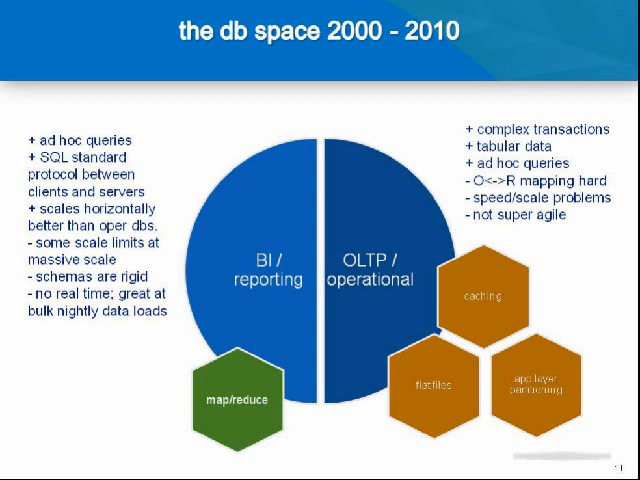 the db space 2000 - 2010
+ ad hoc queries
+ SQL standard
protocol between
clients and servers
+ scales horizontally
better than oper dbs.
- some scale limits at
massive scale
- schemas are rigid
- no real time; great at
bulk nightly data loads
+ complex transactions
+ tabular data
+ ad hoc queries
- O<->R mapping hard
- speed/scale problems
- not super agile
BI /
reporting
OLTP /
operational
caching
flat files
app layer
partitioning
map/reduce